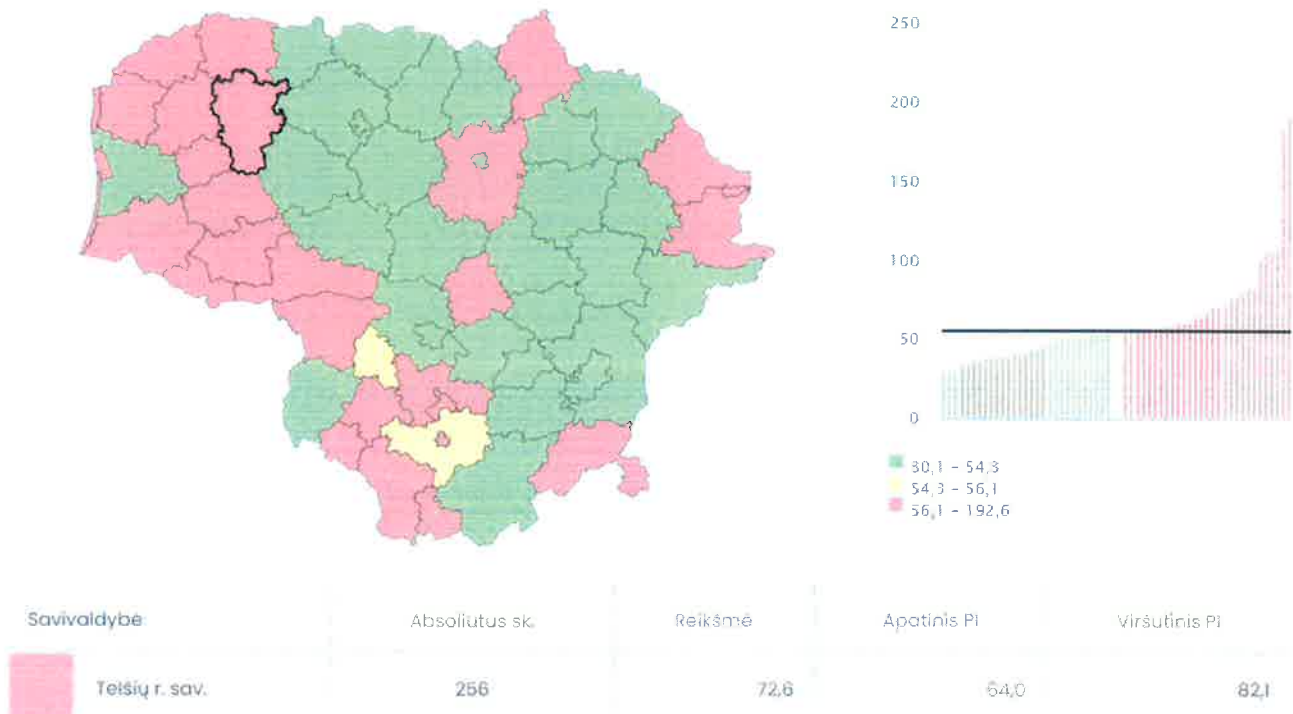 250
200
150
100
50
0
30,1 - 54,3
54,3 - 56,1
56,1 - 192,6
Savivaldybė Absoliutus sk. Reikšmė Apatinis PI Viršutinis PI
Telšių r. sav. 256 72,6 64,0 82,1